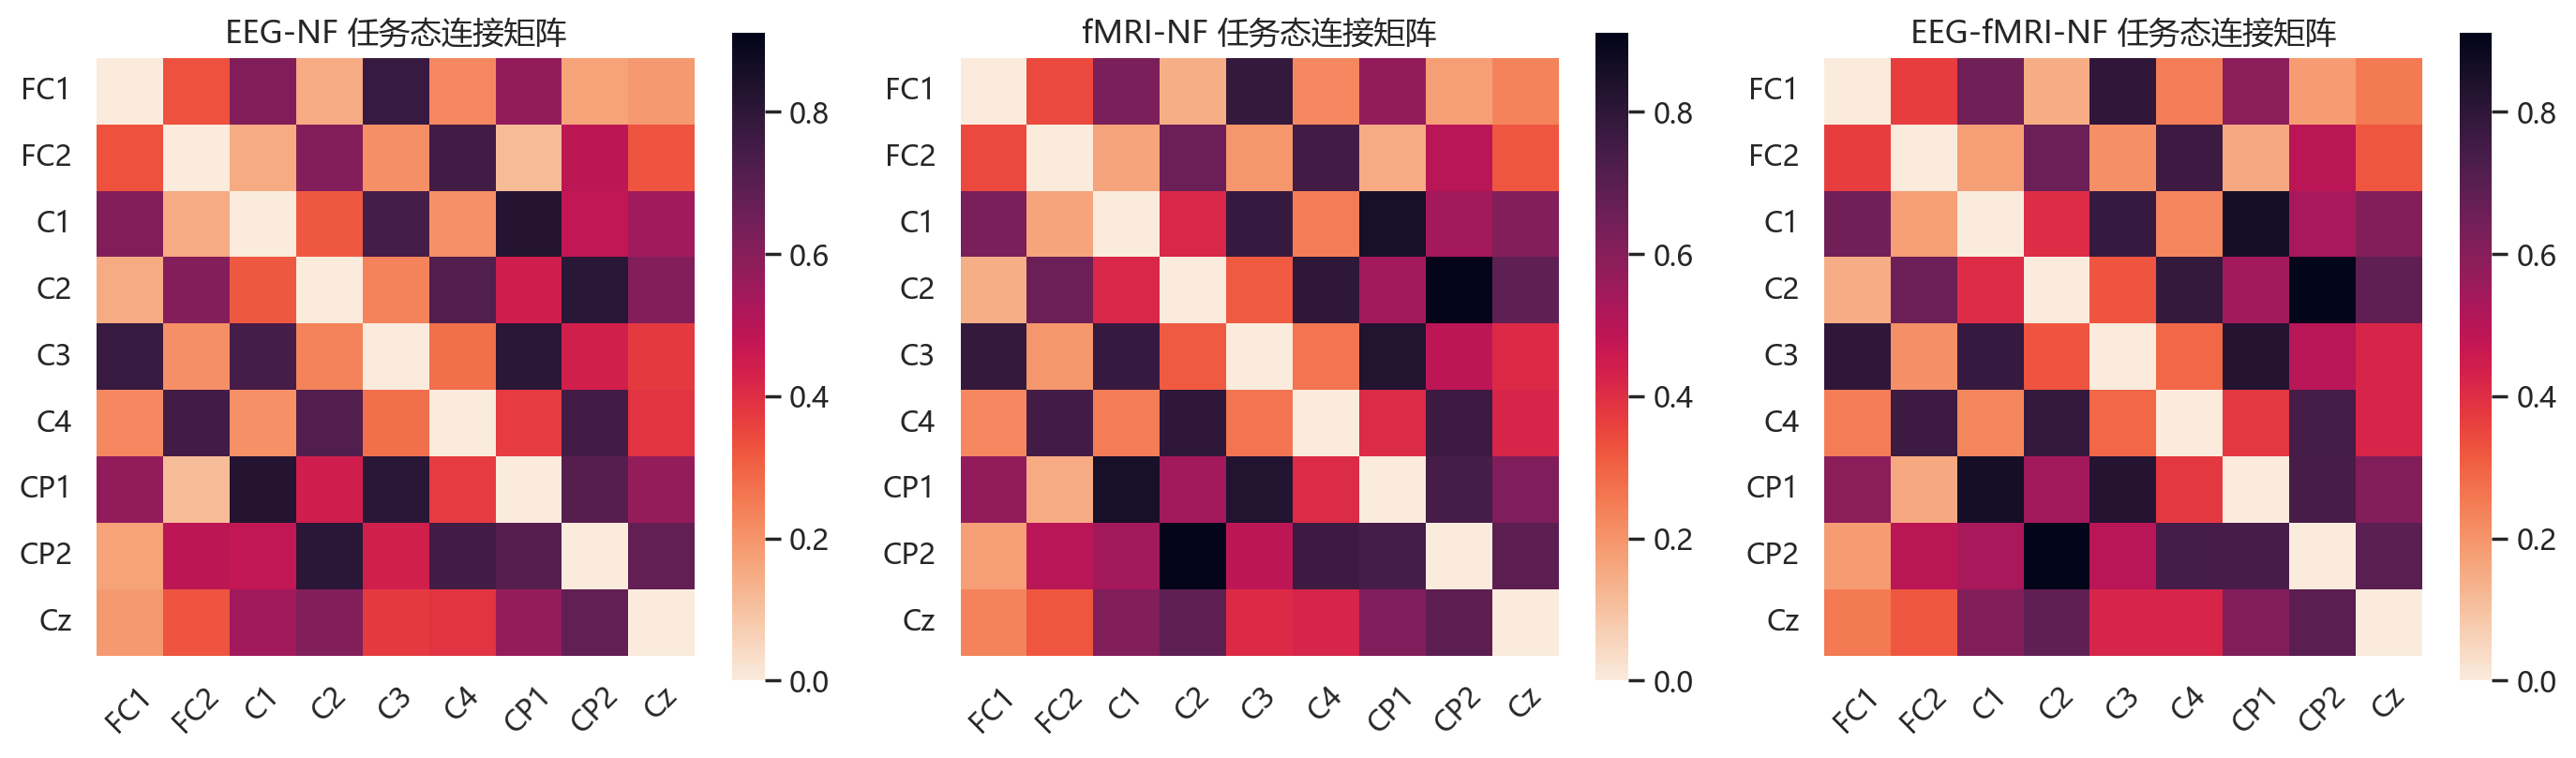 EEG-NF 任务态连接矩阵
FC1
FC2
C1
C2
C3
C4
CP1
CP2
Cz
FC1 FC2 C1 C2 C3 C4 CP1 CP2 Cz
0.8
0.6
0.4
0.2
0.0
fMRI-NF 任务态连接矩阵
FC1
FC2
C1
C2
C3
C4
CP1
CP2
Cz
FC1 FC2 C1 C2 C3 C4 CP1 CP2 Cz
0.8
0.6
0.4
0.2
0.0
EEG-fMRI-NF 任务态连接矩阵
FC1
FC2
C1
C2
C3
C4
CP1
CP2
Cz
FC1 FC2 C1 C2 C3 C4 CP1 CP2 Cz
0.8
0.6
0.4
0.2
0.0